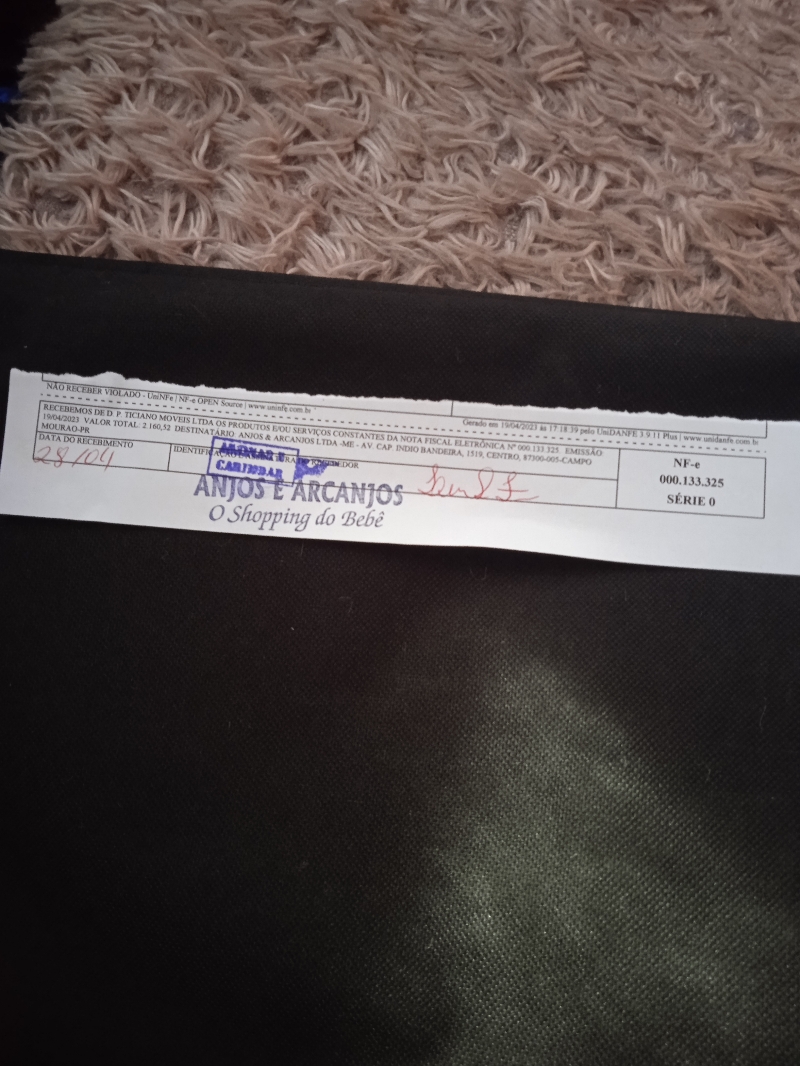 NÃO RECEBER VIOLADO - UniNFe | NF-e OPEN Source | www.uninfe.com.br
Gerado em 19/04/2023 às 17:18:39 pelo UniDANFE 3.9.11 Plus | www.unidanfe.com.br
RECEBEMOS DE D P. TICIANO MOVEIS LTDA OS PRODUTOS E/OU SERVIÇOS CONSTANTES DA NOTA FISCAL ELETRÔNICA Nº 000.133.325. EMISSÃO
19/04/2023 VALOR TOTAL: 2.160,52 DESTINATÁRIO: ANJOS & ARCANJOS LTDA -ME - AV. CAP. INDIO BANDEIRA, 1519, CENTRO, 87300-005-CAMPO
MOURAO-PR
DATA DO RECEBIMENTO
28/04
ASSINAR E
CARIMBAR
ANJOS E ARCANJOS
O Shopping do Bebê
NF-e
000.133.325
SÉRIE 0